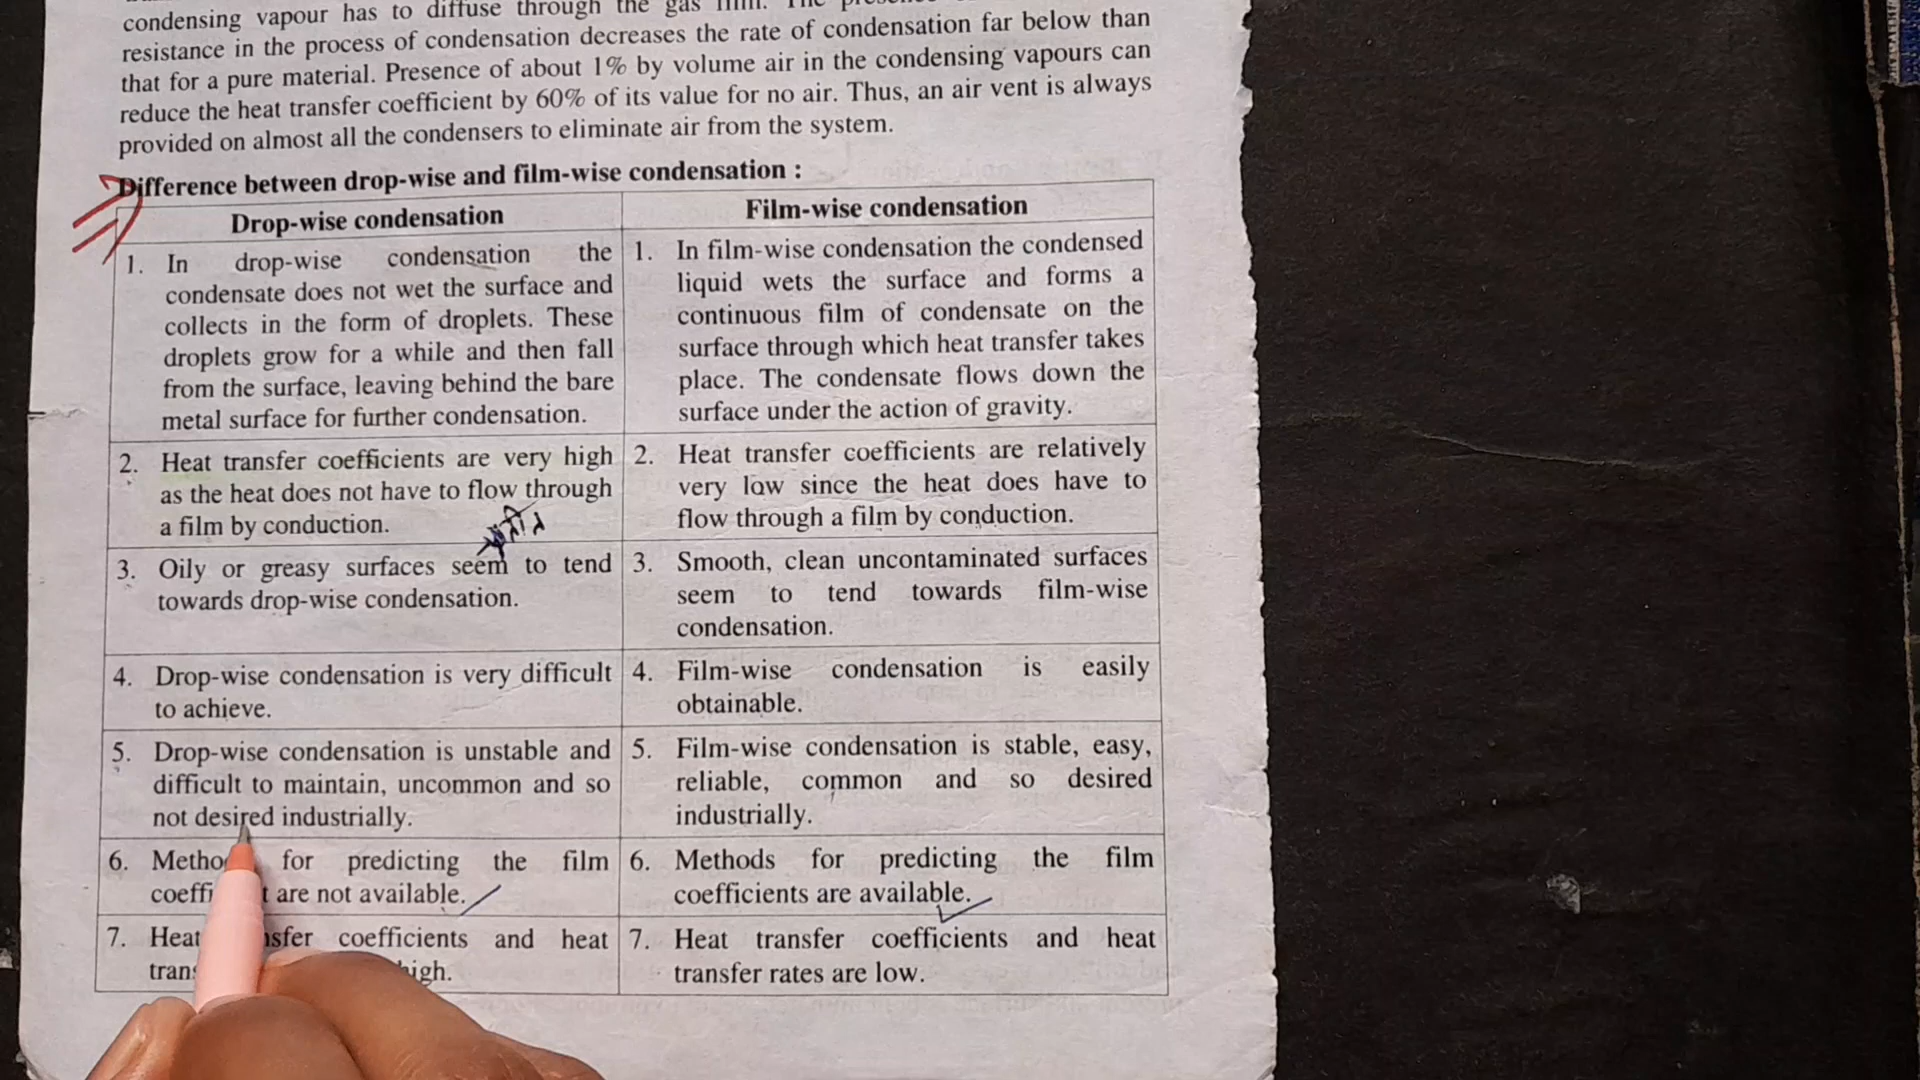 condensing vapour has to diffuse through the gas film. The
resistance in the process of condensation decreases the rate of condensation far below than
that for a pure material. Presence of about 1% by volume air in the condensing vapours can
reduce the heat transfer coefficient by 60% of its value for no air. Thus, an air vent is always
provided on almost all the condensers to eliminate air from the system.
Difference between drop-wise and film-wise condensation :
Drop-wise condensation
1. In drop-wise condensation the
condensate does not wet the surface and
collects in the form of droplets. These
droplets grow for a while and then fall
from the surface, leaving behind the bare
metal surface for further condensation.
2. Heat transfer coefficients are very high
as the heat does not have to flow through
a film by conduction.
3. Oily or greasy surfaces seem to tend
towards drop-wise condensation.
4. Drop-wise condensation is very difficult
to achieve.
5. Drop-wise condensation is unstable and
difficult to maintain, uncommon and so
not desired industrially.
6. for predicting the film
are not available.
7. Heat coefficients and heat
Film-wise condensation
1. In film-wise condensation the condensed
liquid wets the surface and forms a
continuous film of condensate on the
surface through which heat transfer takes
place. The condensate flows down the
surface under the action of gravity.
2. Heat transfer coefficients are relatively
very low since the heat does have to
flow through a film by conduction.
3. Smooth, clean uncontaminated surfaces
seem to tend towards film-wise
condensation.
4. Film-wise condensation is easily
obtainable.
5. Film-wise condensation is stable, easy,
reliable, common and so desired
industrially.
6. Methods for predicting the film
coefficients are available.
7. Heat transfer coefficients and heat
transfer rates are low.